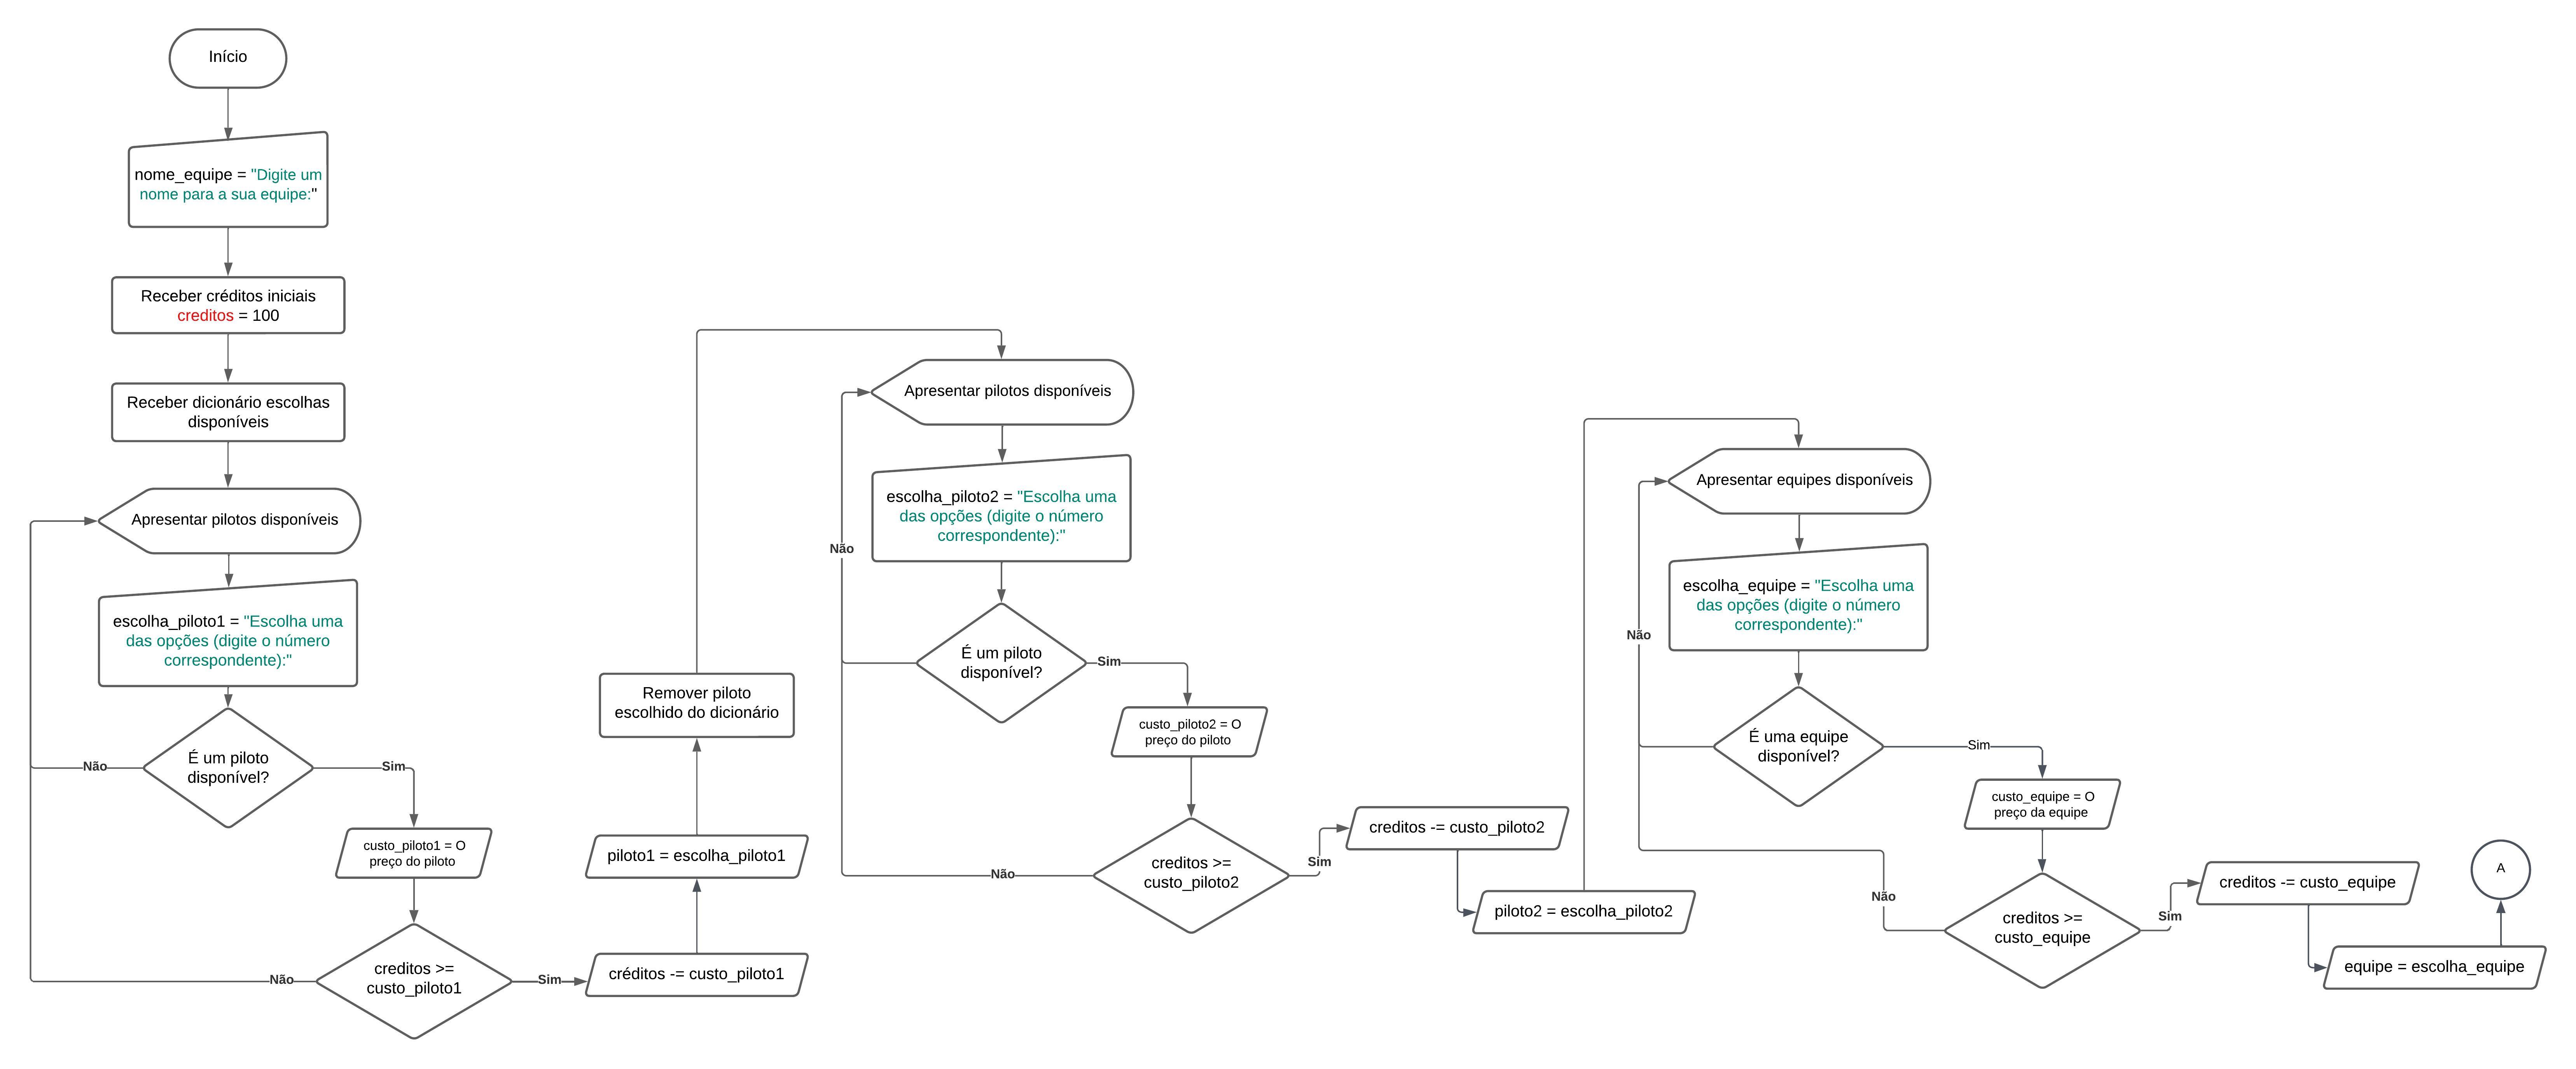 Início
nome_equipe = "Digite um
nome para a sua equipe:"
Receber créditos iniciais
creditos = 100
Receber dicionário escolhas
disponíveis
Apresentar pilotos disponíveis
escolha_piloto1 = "Escolha uma
das opções (digite o número
correspondente):"
É um piloto
disponível?
Não
Sim
custo_piloto1 = O
preço do piloto
creditos >=
custo_piloto1
Não
Sim
créditos -= custo_piloto1
piloto1 = escolha_piloto1
Remover piloto
escolhido do dicionário
Apresentar pilotos disponíveis
escolha_piloto2 = "Escolha uma
das opções (digite o número
correspondente):"
Não
É um piloto
disponível?
Sim
custo_piloto2 = O
preço do piloto
creditos >=
custo_piloto2
Não
Sim
creditos -= custo_piloto2
piloto2 = escolha_piloto2
Apresentar equipes disponíveis
escolha_equipe = "Escolha uma
das opções (digite o número
correspondente):"
Não
É uma equipe
disponível?
Sim
custo_equipe = O
preço da equipe
creditos >=
custo_equipe
Não
Sim
creditos -= custo_equipe
equipe = escolha_equipe
A